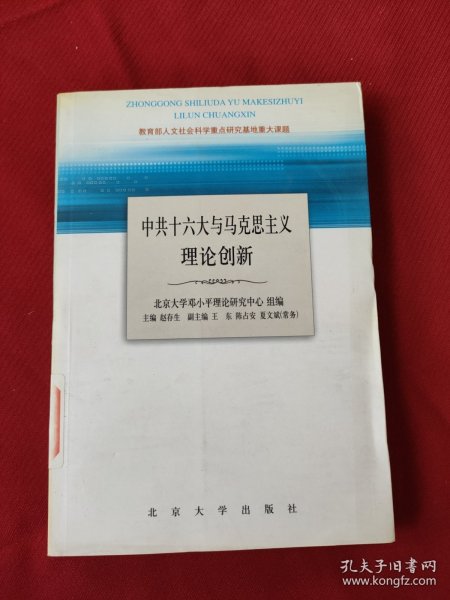 ZHONGGONG SHILIUDA YU MAKESIZHUYI
LILUN CHUANGXIN
教育部人文社会科学重点研究基地重大课题
中共十六大与马克思主义
理论创新
北京大学邓小平理论研究中心 组编
主编 赵存生 副主编 王 东 陈占安 夏文斌(常务)
北京大学出版社
孔夫子旧书网
www.kongfz.com